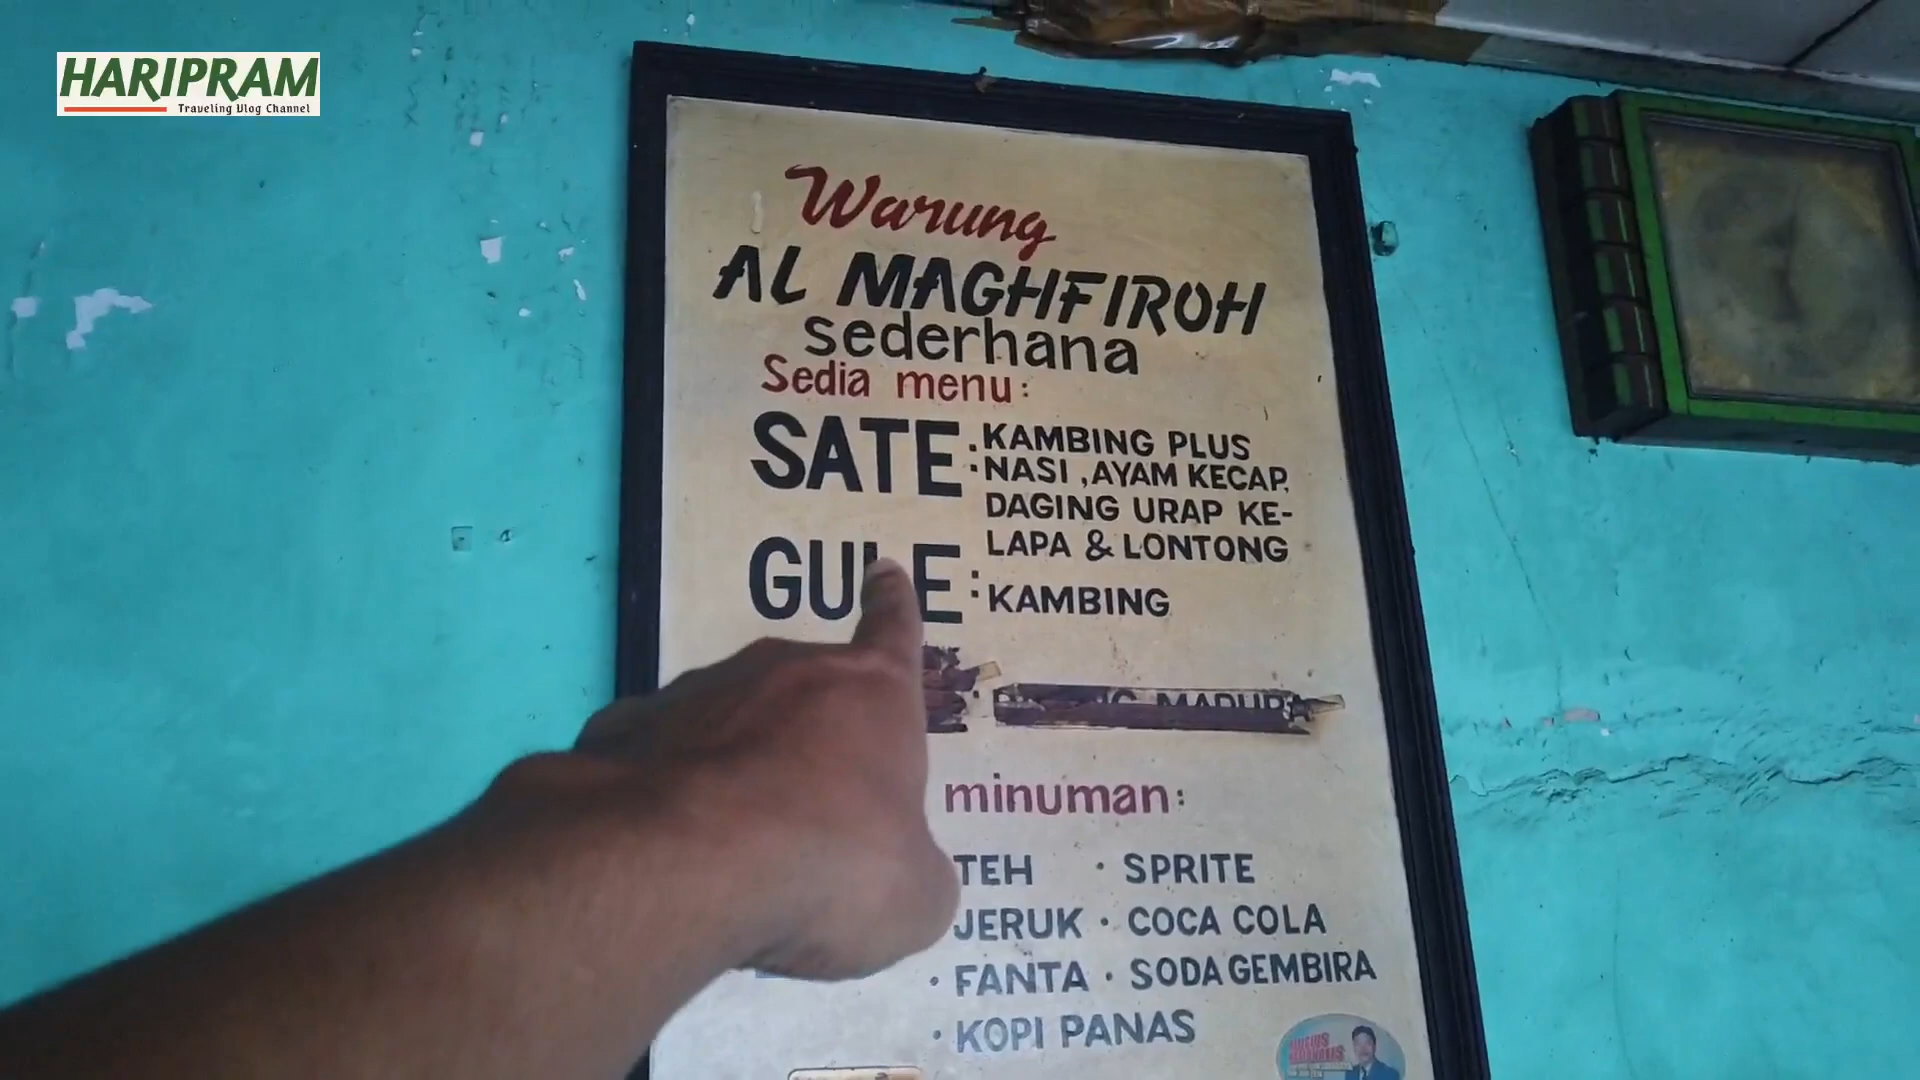 HARIPRAM
Traveling Vlog Channel
Warung
AL MAGHFIROH
sederhana
Sedia menu:
SATE : KAMBING PLUS
NASI, AYAM KECAP,
DAGING URAP KE-
LAPA & LONTONG
GULE : KAMBING
minuman:
TEH · SPRITE
JERUK · COCA COLA
· FANTA · SODA GEMBIRA
· KOPI PANAS